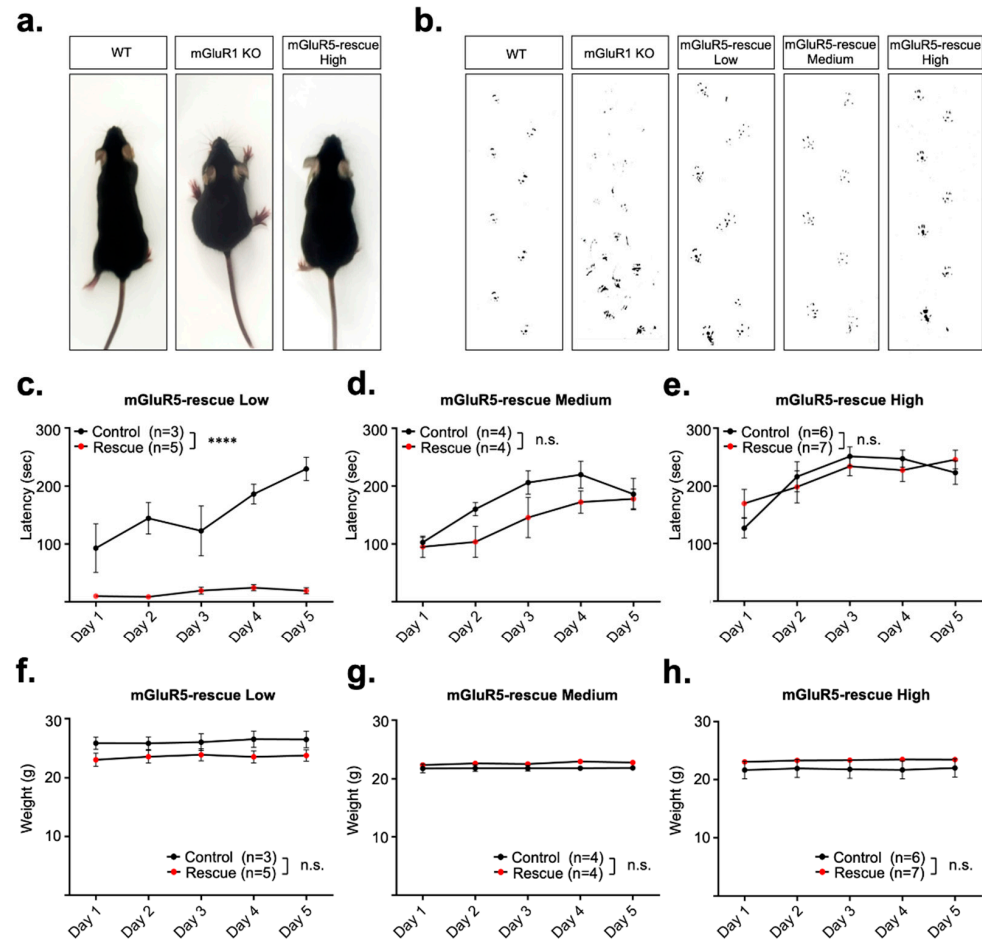 a.
WT
mGluR1 KO
mGluR5-rescue
High
b.
WT
mGluR1 KO
mGluR5-rescue
Low
mGluR5-rescue
Medium
mGluR5-rescue
High
c.
mGluR5-rescue Low
Latency (sec)
300
200
100
Control (n=3)
Rescue (n=5)
****
Day 1
Day 2
Day 3
Day 4
Day 5
d.
mGluR5-rescue Medium
Latency (sec)
300
200
100
Control (n=4)
Rescue (n=4)
n.s.
Day 1
Day 2
Day 3
Day 4
Day 5
e.
mGluR5-rescue High
Latency (sec)
300
200
100
Control (n=6)
Rescue (n=7)
n.s.
Day 1
Day 2
Day 3
Day 4
Day 5
f.
mGluR5-rescue Low
Weight (g)
30
20
10
Control (n=3)
Rescue (n=5)
n.s.
Day 1
Day 2
Day 3
Day 4
Day 5
g.
mGluR5-rescue Medium
Weight (g)
30
20
10
Control (n=4)
Rescue (n=4)
n.s.
Day 1
Day 2
Day 3
Day 4
Day 5
h.
mGluR5-rescue High
Weight (g)
30
20
10
Control (n=6)
Rescue (n=7)
n.s.
Day 1
Day 2
Day 3
Day 4
Day 5